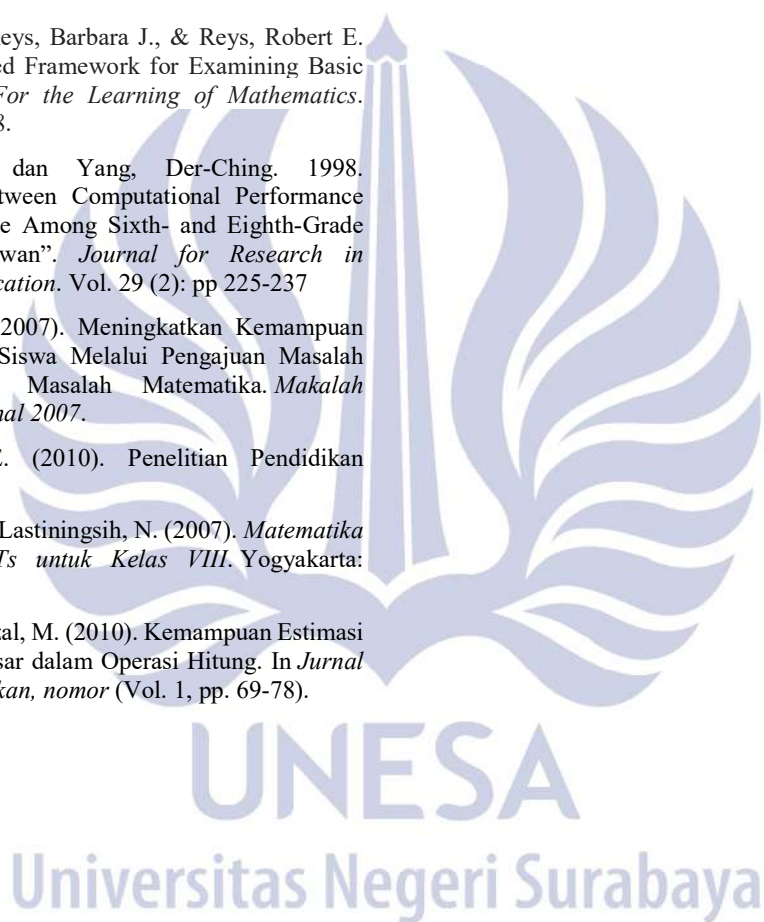 eys, Barbara J., & Reys, Robert E.
ed Framework for Examining Basic
For the Learning of Mathematics.
8.
dan Yang, Der-Ching. 1998.
tween Computational Performance
e Among Sixth- and Eighth-Grade
wan”. Journal for Research in
cation. Vol. 29 (2): pp 225-237
2007). Meningkatkan Kemampuan
Siswa Melalui Pengajuan Masalah
Masalah Matematika. Makalah
nal 2007.
E. (2010). Penelitian Pendidikan
Lastiningsih, N. (2007). Matematika
Ts untuk Kelas VIII. Yogyakarta:
zal, M. (2010). Kemampuan Estimasi
sar dalam Operasi Hitung. In Jurnal
kan, nomor (Vol. 1, pp. 69-78).
UNESA
Universitas Negeri Surabaya